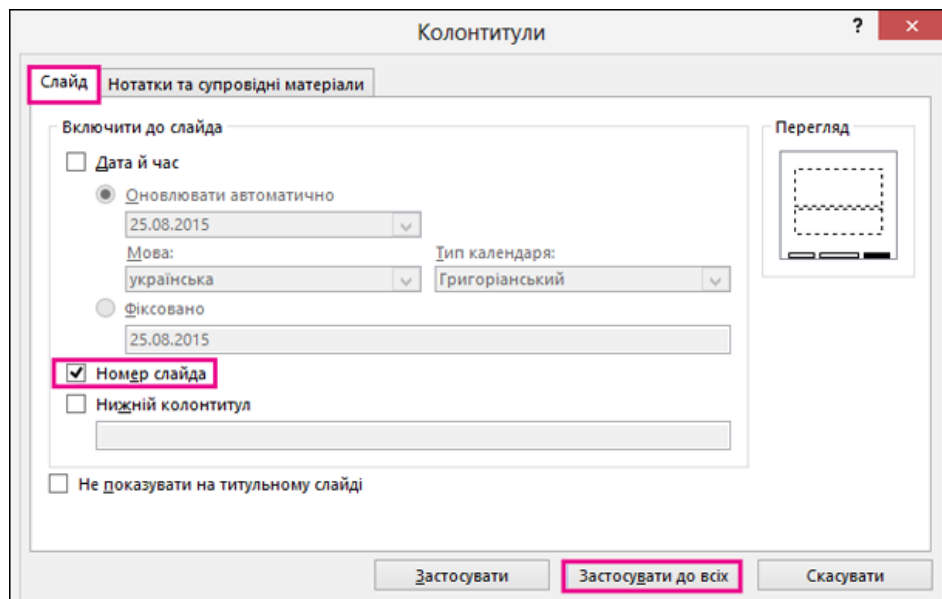 Колонтитули
?
Слайд Нотатки та супровідні матеріали
Включити до слайда
Перегляд
Дата й час
Оновлювати автоматично
25.08.2015
Мова: Тип календаря:
українська Григоріанський
Фіксовано
25.08.2015
Номер слайда
Нижній колонтитул
Не показувати на титульному слайді
Застосувати Застосувати до всіх Скасувати